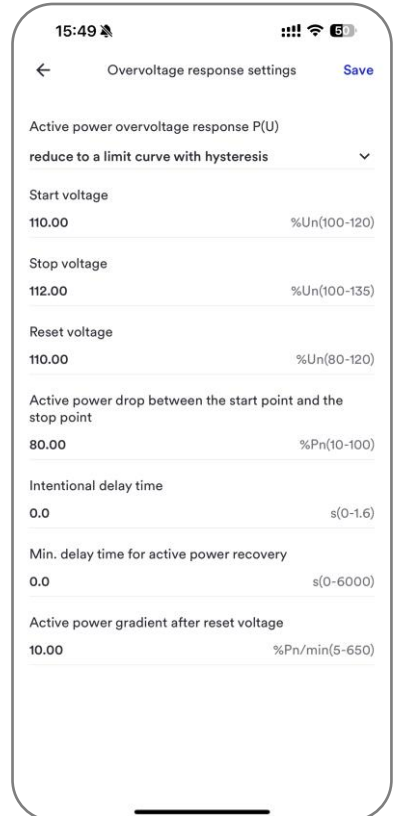 15:49
50
Overvoltage response settings
Save
Active power overvoltage response P(U)
reduce to a limit curve with hysteresis
Start voltage
110.00 %Un(100-120)
Stop voltage
112.00 %Un(100-135)
Reset voltage
110.00 %Un(80-120)
Active power drop between the start point and the
stop point
80.00 %Pn(10-100)
Intentional delay time
0.0 s(0-1.6)
Min. delay time for active power recovery
0.0 s(0-6000)
Active power gradient after reset voltage
10.00 %Pn/min(5-650)